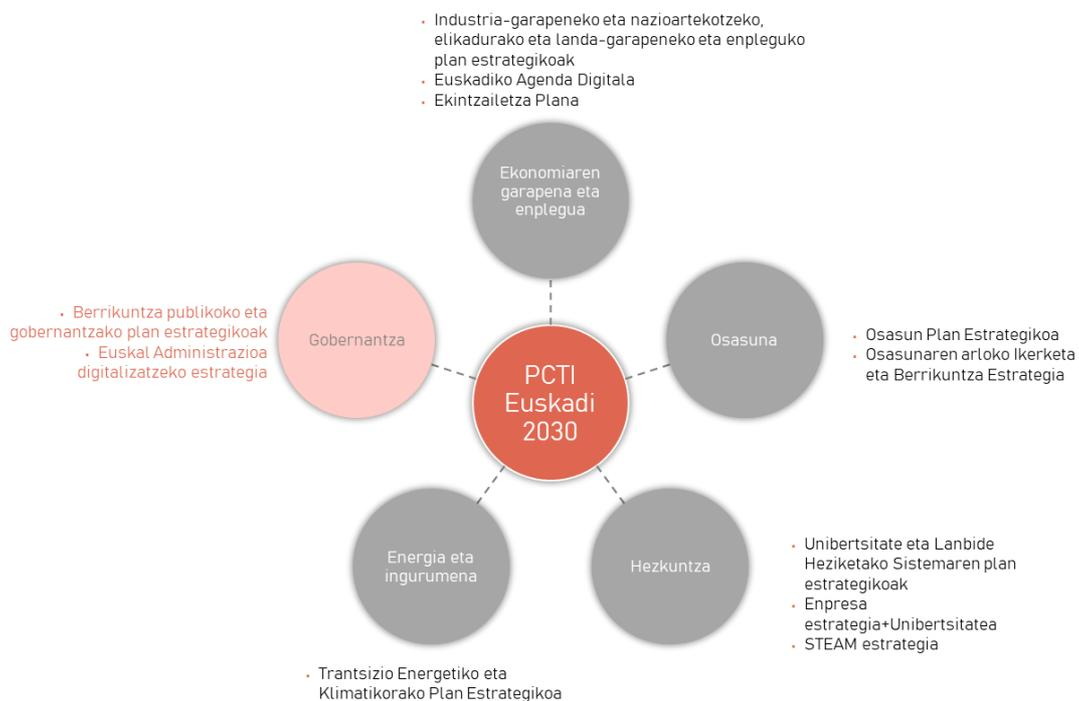 • Industria-garapeneko eta nazioartekotzeko,
elikadurako eta landa-garapeneko eta enpleguko
plan estrategikoak
• Euskadiko Agenda Digitala
• Ekintzailetza Plana
Ekonomiaren
garapena eta
enplegua
• Berrikuntza publikoko eta
gobernantzako plan estrategikoak
• Euskal Administrazioa
digitalizatzeko estrategia
Gobernantza
Osasuna
• Osasun Plan Estrategikoa
• Osasunaren arloko Ikerketa
eta Berrikuntza Estrategia
PCTI
Euskadi
2030
Energia eta
ingurumena
Hezkuntza
• Unibertsitate eta Lanbide
Heziketako Sistemaren plan
estrategikoak
• Enpresa
estrategia+Unibertsitatea
• STEAM estrategia
• Trantsizio Energetiko eta
Klimatikorako Plan Estrategikoa